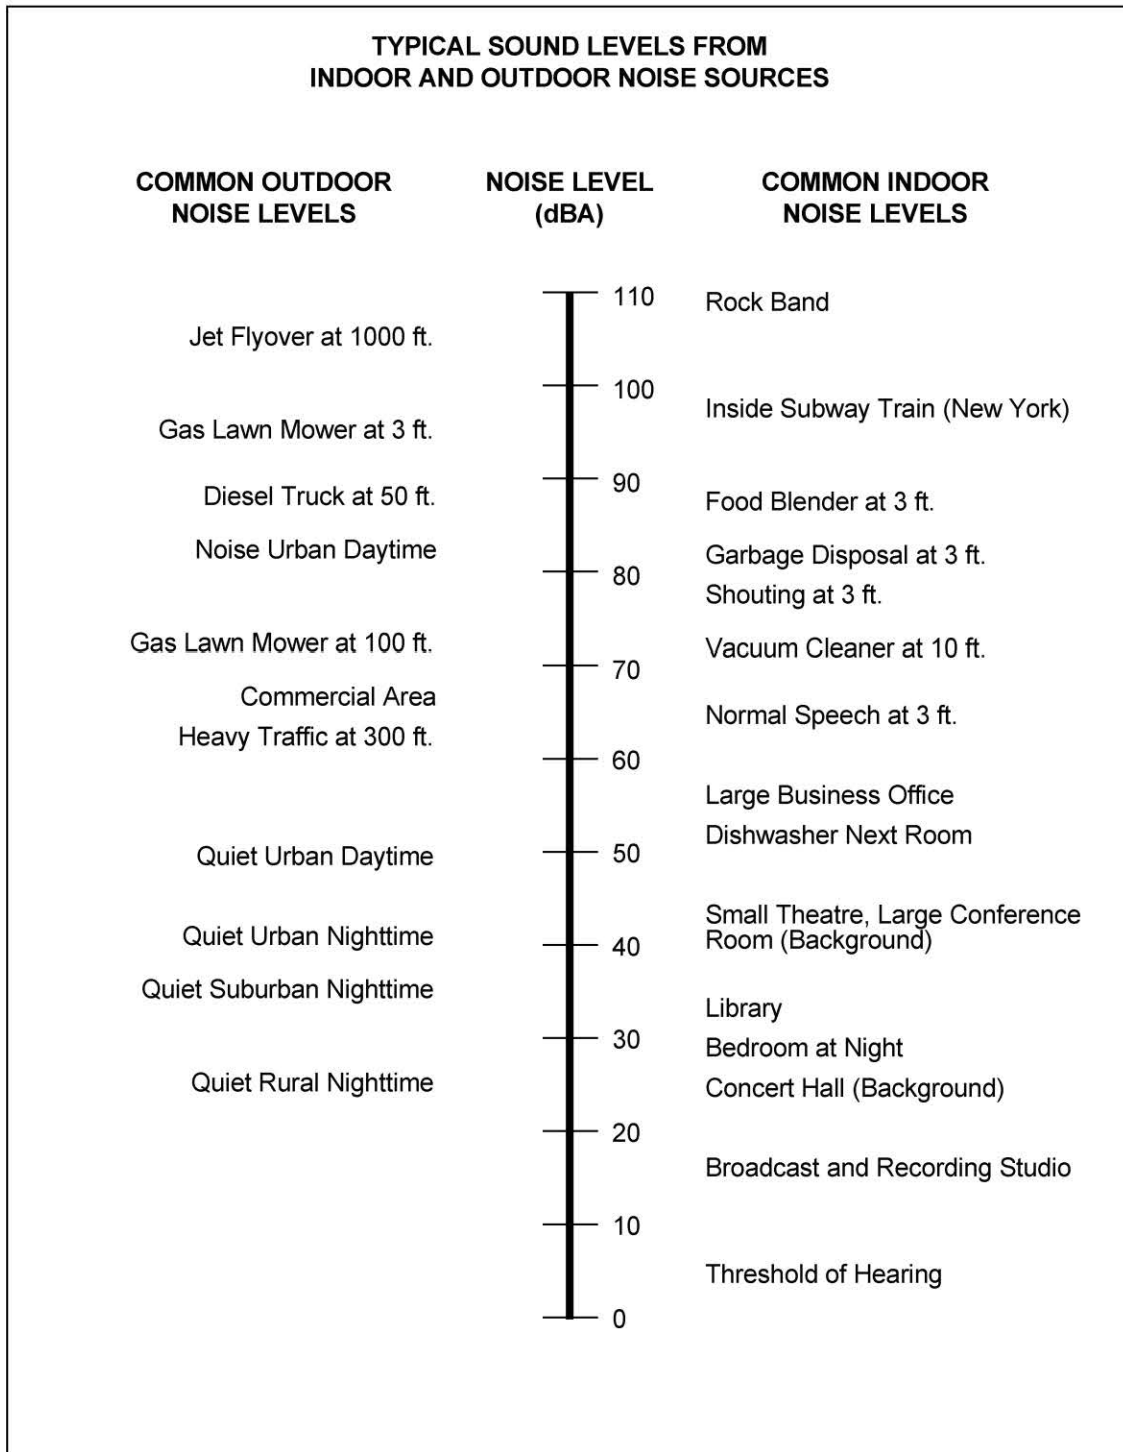 TYPICAL SOUND LEVELS FROM
INDOOR AND OUTDOOR NOISE SOURCES
COMMON OUTDOOR
NOISE LEVELS
NOISE LEVEL
(dBA)
COMMON INDOOR
NOISE LEVELS
110
Rock Band
Jet Flyover at 1000 ft.
100
Inside Subway Train (New York)
Gas Lawn Mower at 3 ft.
90
Diesel Truck at 50 ft.
Food Blender at 3 ft.
Noise Urban Daytime
Garbage Disposal at 3 ft.
80
Shouting at 3 ft.
Gas Lawn Mower at 100 ft.
Vacuum Cleaner at 10 ft.
70
Commercial Area
Normal Speech at 3 ft.
Heavy Traffic at 300 ft.
60
Large Business Office
Dishwasher Next Room
50
Quiet Urban Daytime
Small Theatre, Large Conference
Room (Background)
Quiet Urban Nighttime
40
Quiet Suburban Nighttime
Library
30
Bedroom at Night
Quiet Rural Nighttime
Concert Hall (Background)
20
Broadcast and Recording Studio
10
Threshold of Hearing
0